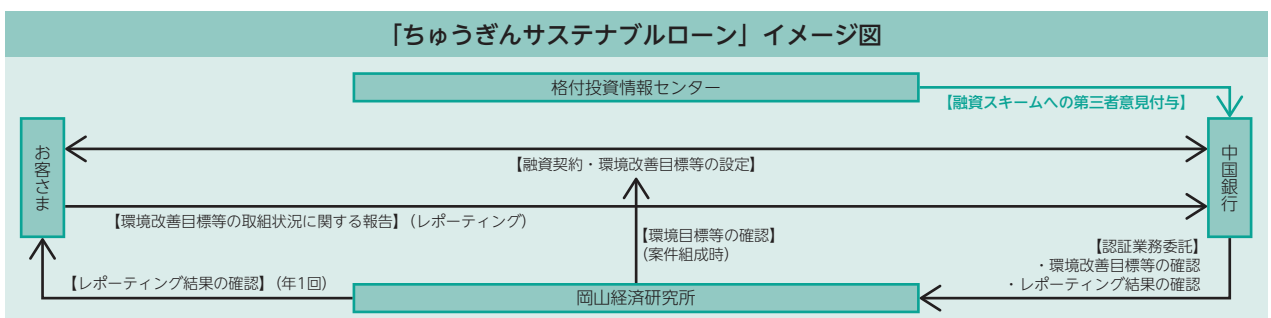 「ちゅうぎんサステナブルローン」イメージ図
格付投資情報センター
【融資スキームへの第三者意見付与】
お客さま
中国銀行
【融資契約・環境改善目標等の設定】
【環境改善目標等の取組状況に関する報告】（レポーティング）
【環境目標等の確認】
（案件組成時）
【認証業務委託】
・環境改善目標等の確認
・レポーティング結果の確認
【レポーティング結果の確認】（年1回）
岡山経済研究所